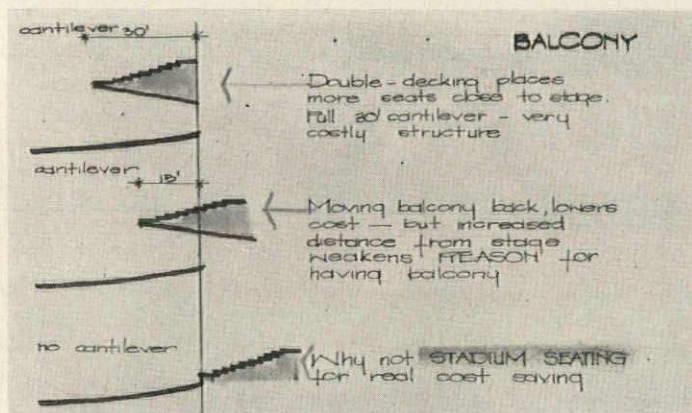 cantilever 30'
BALCONY
Double-decking places
more seats close to stage.
Full 30' cantilever - very
costly structure
cantilever
15'
Moving balcony back, lowers
cost - but increased
distance from stage
weakens REASON for
having balcony
no cantilever
Why not STADIUM SEATING
for real cost saving